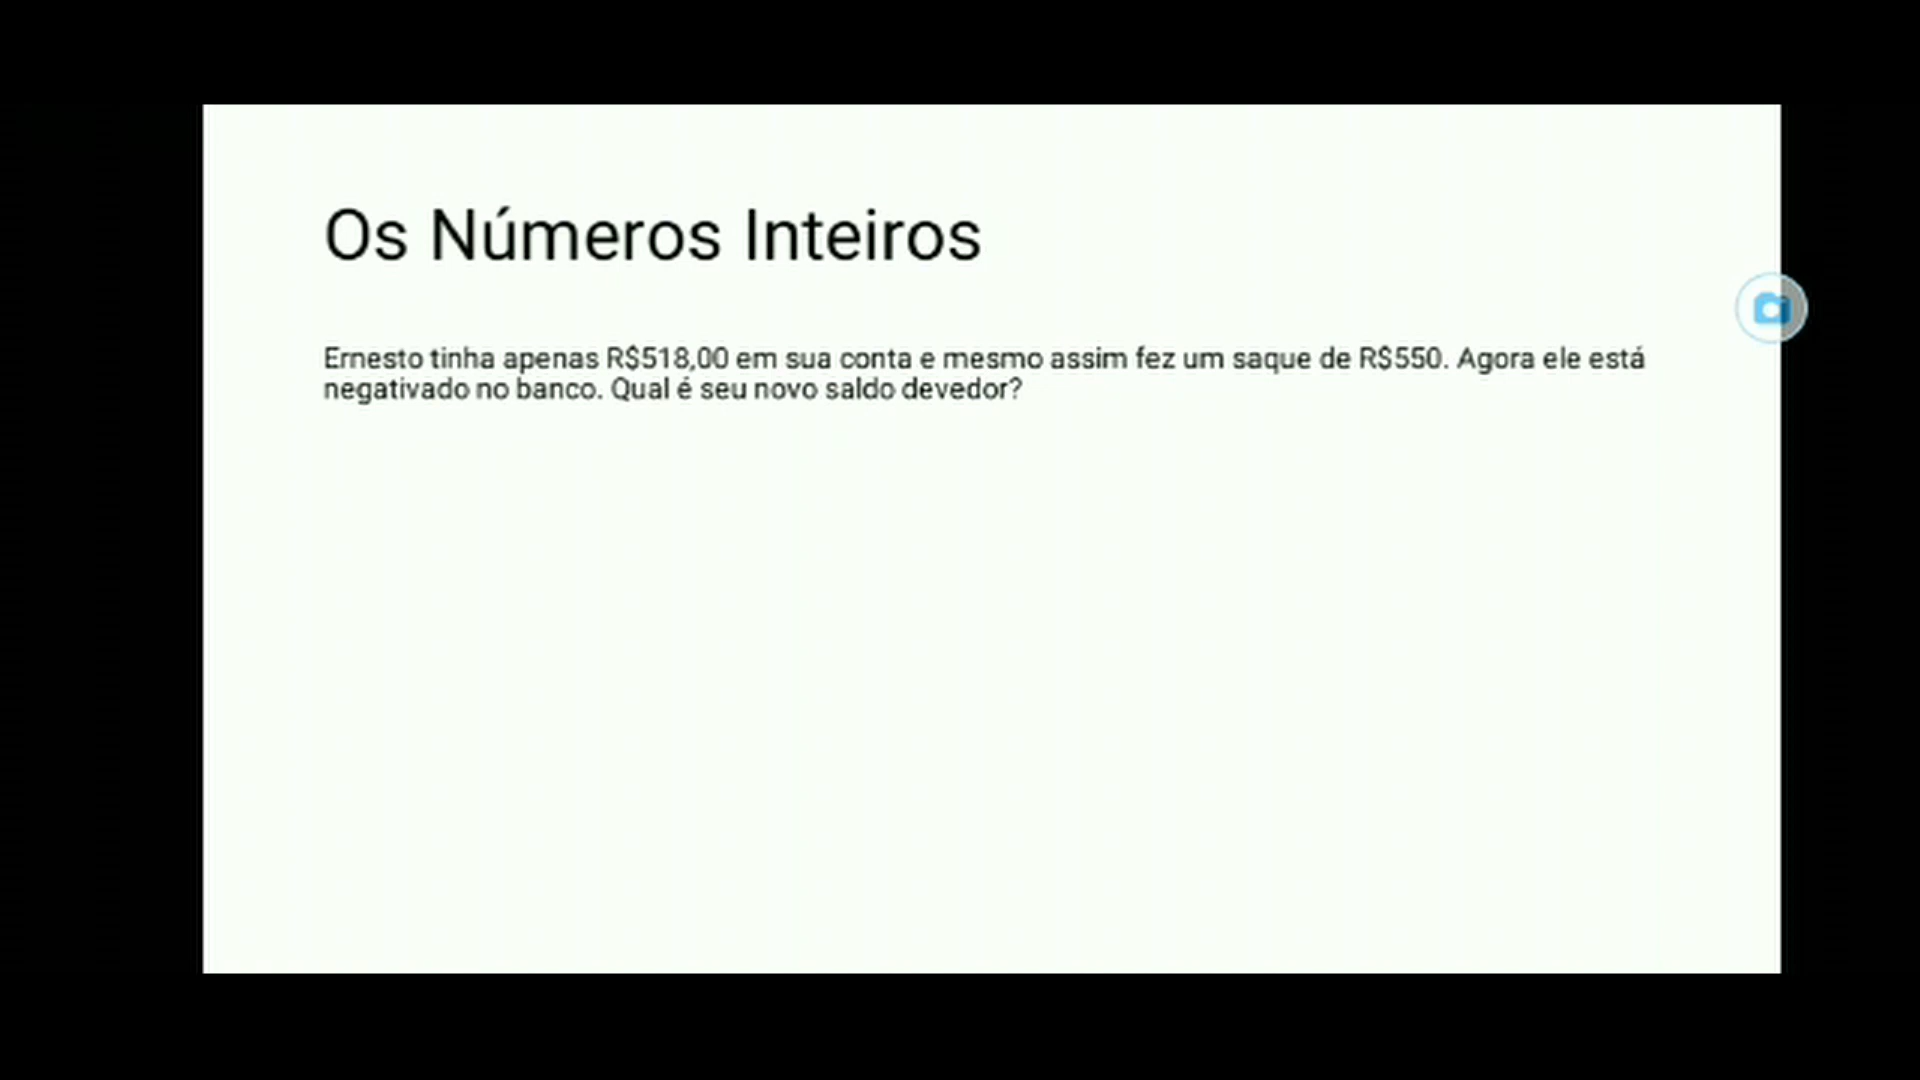 Os Números Inteiros
Ernesto tinha apenas R$518,00 em sua conta e mesmo assim fez um saque de R$550. Agora ele está
negativado no banco. Qual é seu novo saldo devedor?